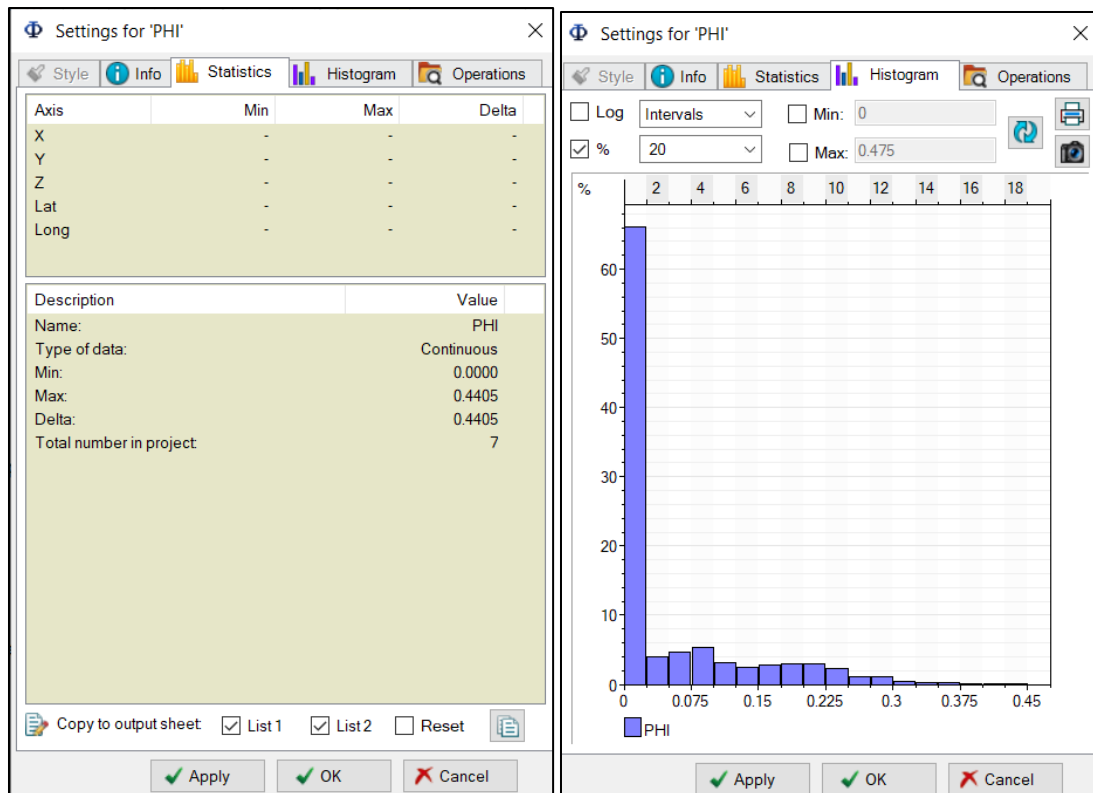 Φ Settings for 'PHI'
Style Info Statistics Histogram Operations
Axis Min Max Delta
X - - -
Y - - -
Z - - -
Lat - - -
Long - - -
Description Value
Name: PHI
Type of data: Continuous
Min: 0.0000
Max: 0.4405
Delta: 0.4405
Total number in project: 7
Copy to output sheet: List 1 List 2 Reset
Apply OK Cancel
Φ Settings for 'PHI'
Style Info Statistics Histogram Operations
Log Intervals Min: 0
% 20 Max: 0.475
% 2 4 6 8 10 12 14 16 18
60
50
40
30
20
10
0
0 0.075 0.15 0.225 0.3 0.375 0.45
PHI
Apply OK Cancel